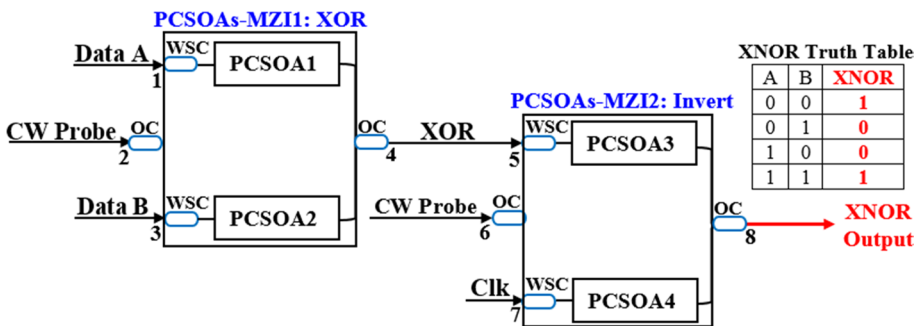 PCSOAs-MZI1: XOR
Data A
WSC
PCSOA1
1
CW Probe
OC
2
OC
4
XOR
Data B
WSC
PCSOA2
3
PCSOAs-MZI2: Invert
WSC
PCSOA3
5
CW Probe
OC
6
OC
8
XNOR
Output
Clk
WSC
PCSOA4
7
XNOR Truth Table
A B XNOR
0 0 1
0 1 0
1 0 0
1 1 1